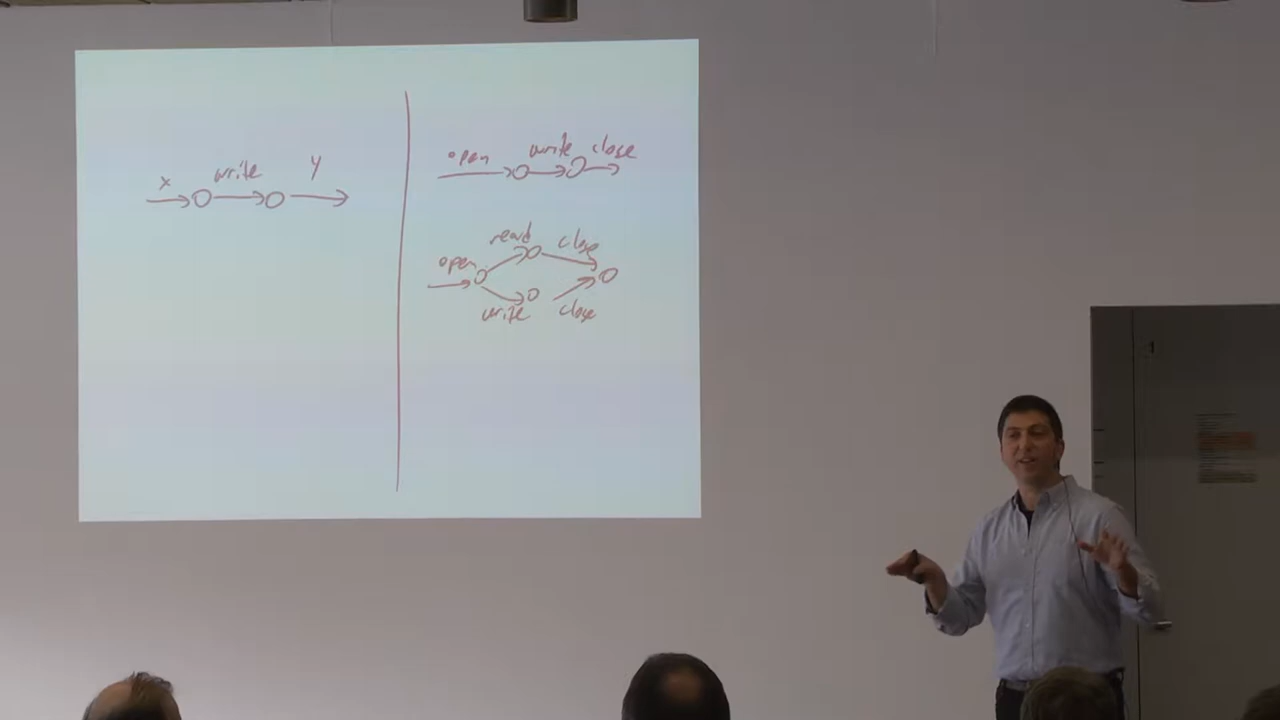 x write y
open write close
read close
open
write close